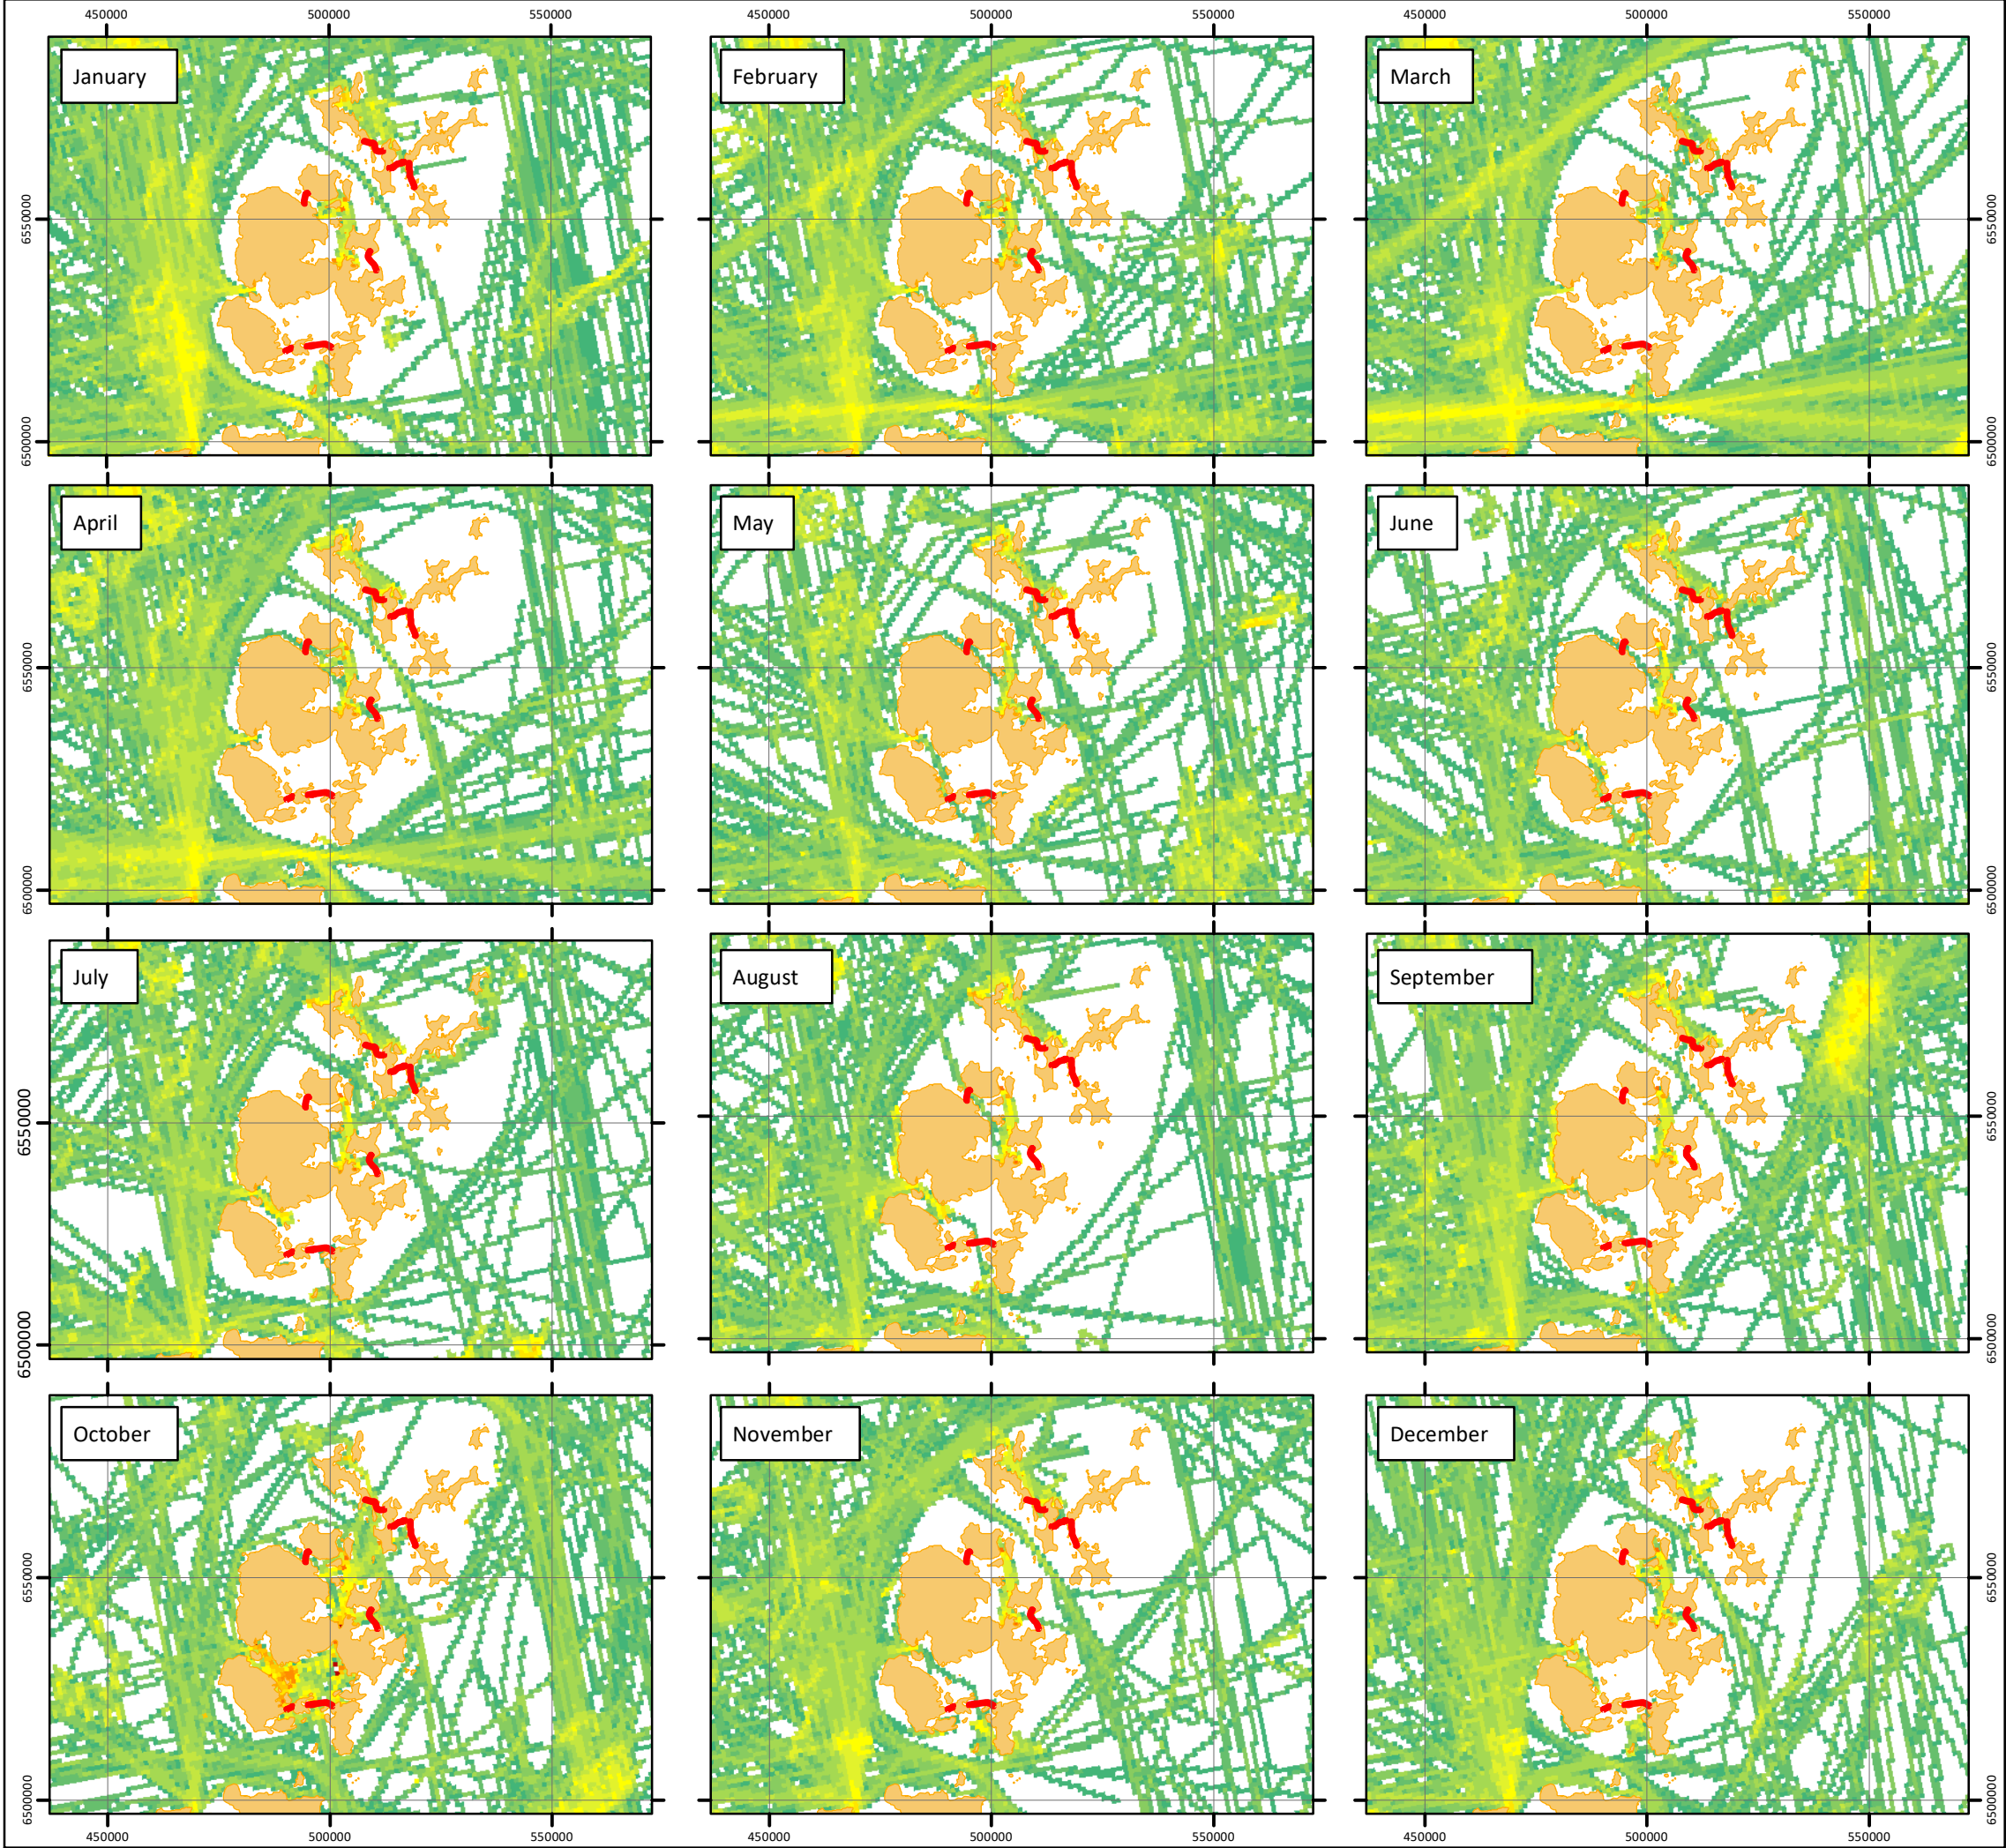 450000 500000 550000 450000 500000 550000 450000 500000 550000
January February March
6550000 6550000
6500000 6500000
April May June
6550000 6550000
6500000 6500000
July August September
6550000 6550000
6500000 6500000
October November December
6550000 6550000
6500000 6500000
450000 500000 550000 450000 500000 550000 450000 500000 550000